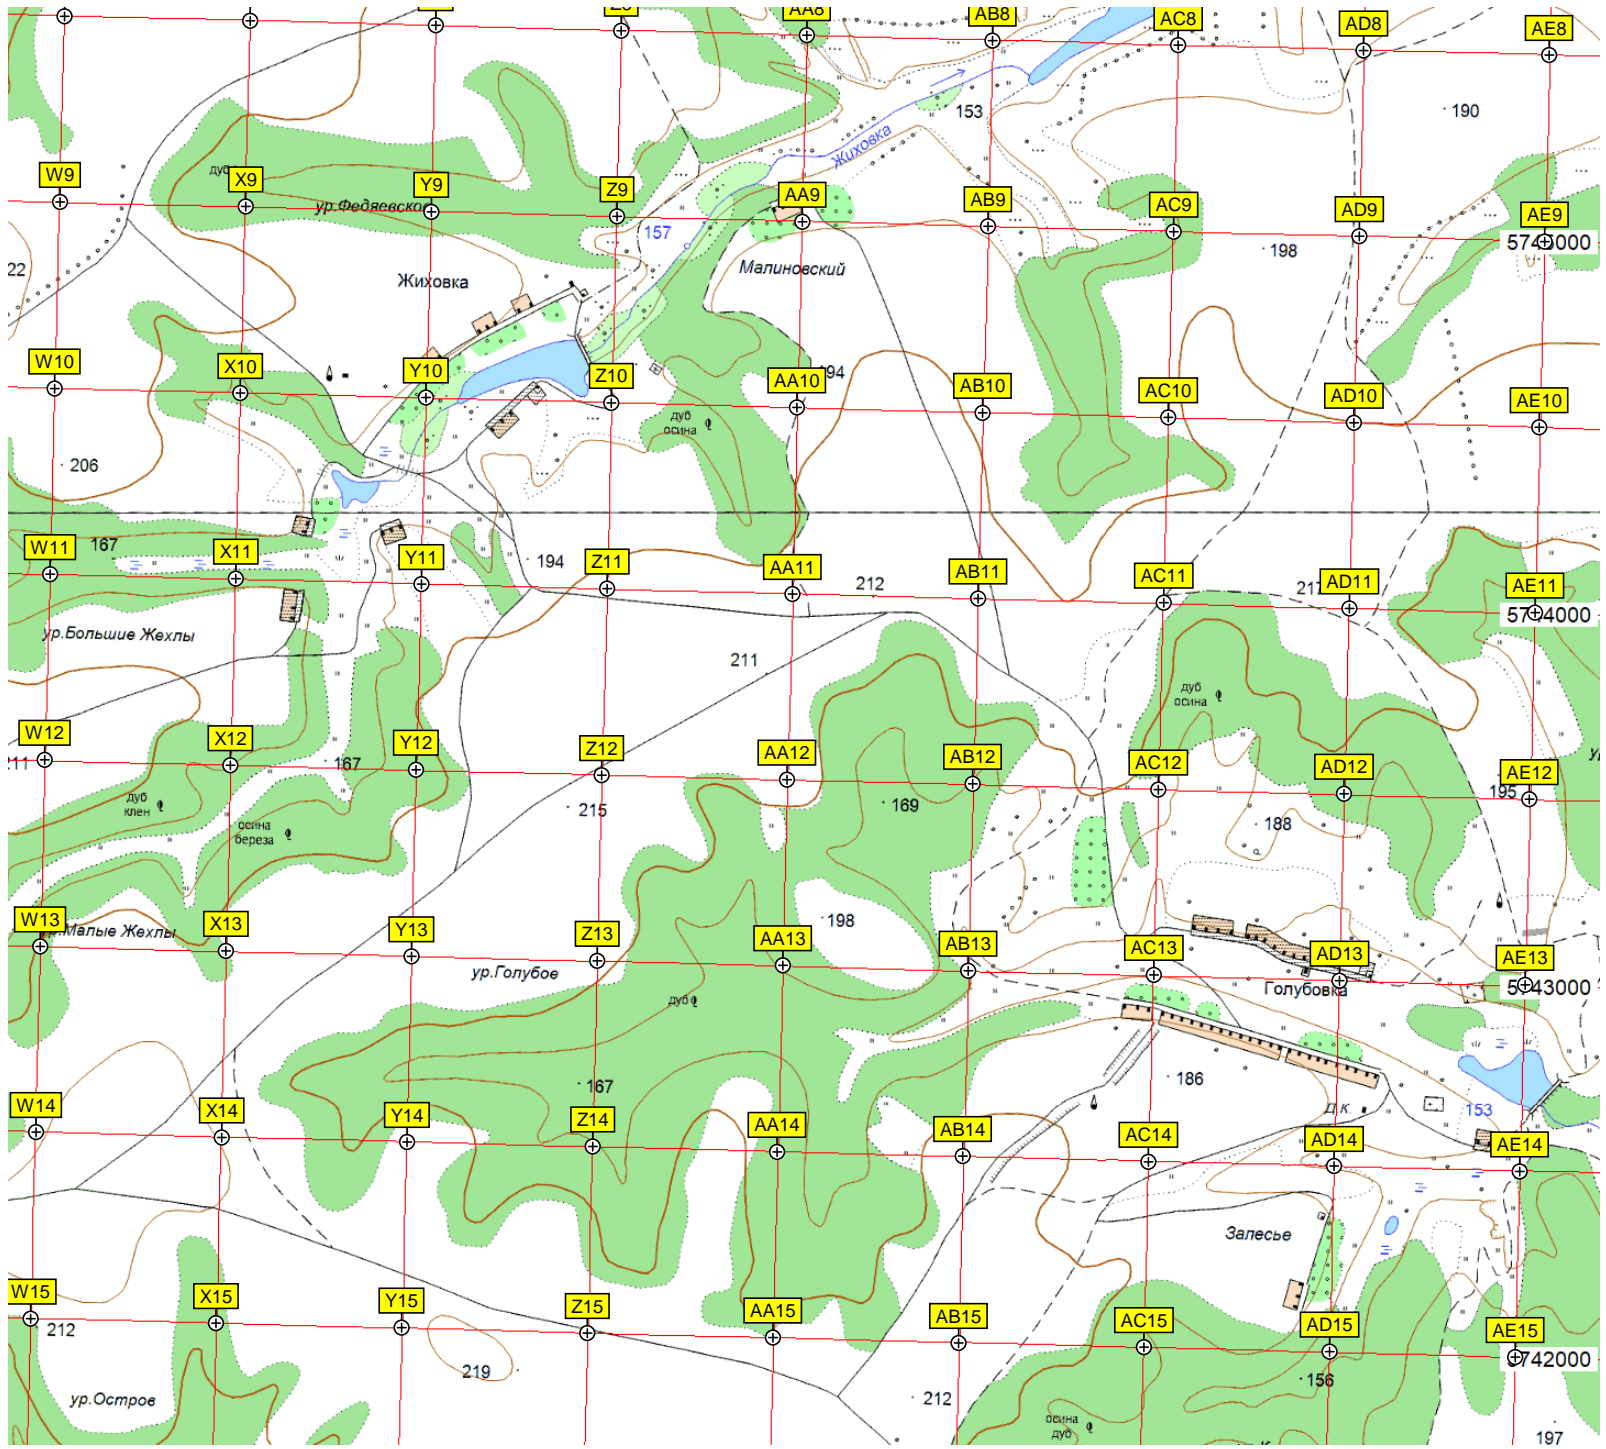 AA8
AB8
AC8
AD8
AE8
153
190
Жиховка
W9
дуб
X9
Y9
ур.Федяевское
Z9
AA9
AB9
AC9
AD9
AE9
157
198
Малиновский
22
Жиховка
W10
X10
Y10
Z10
AA10
AB10
AC10
AD10
AE10
дуб
осина
206
W11
167
X11
Y11
194
Z11
AA11
212
AB11
AC11
AD11
AE11
ур.Большие Жехлы
211
дуб
осина
W12
X12
167
Y12
Z12
AA12
AB12
AC12
AD12
AE12
195
дуб
клен
осина
береза
215
169
188
W13
Малые Жехлы
X13
Y13
Z13
AA13
198
AB13
AC13
AD13
AE13
ур.Голубое
дуб
Голубовка
167
186
153
W14
X14
Y14
Z14
AA14
AB14
AC14
Д.К.
AD14
AE14
Залесье
W15
212
X15
Y15
Z15
AA15
AB15
AC15
AD15
AE15
219
156
ур.Остров
212
осина
дуб
197